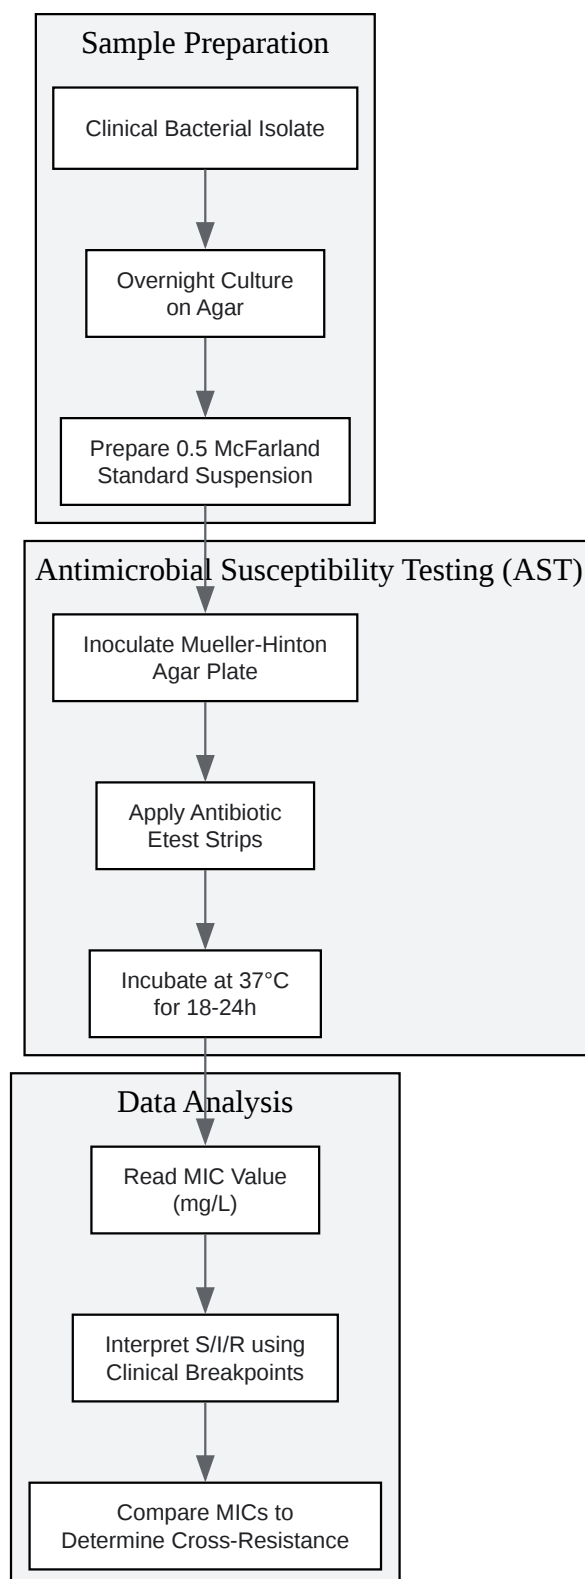 Sample Preparation
Clinical Bacterial Isolate
Overnight Culture
on Agar
Prepare 0.5 McFarland
Standard Suspension
Antimicrobial Susceptibility Testing (AST)
Inoculate Mueller-Hinton
Agar Plate
Apply Antibiotic
Etest Strips
Incubate at 37°C
for 18-24h
Data Analysis
Read MIC Value
(mg/L)
Interpret S/I/R using
Clinical Breakpoints
Compare MICs to
Determine Cross-Resistance